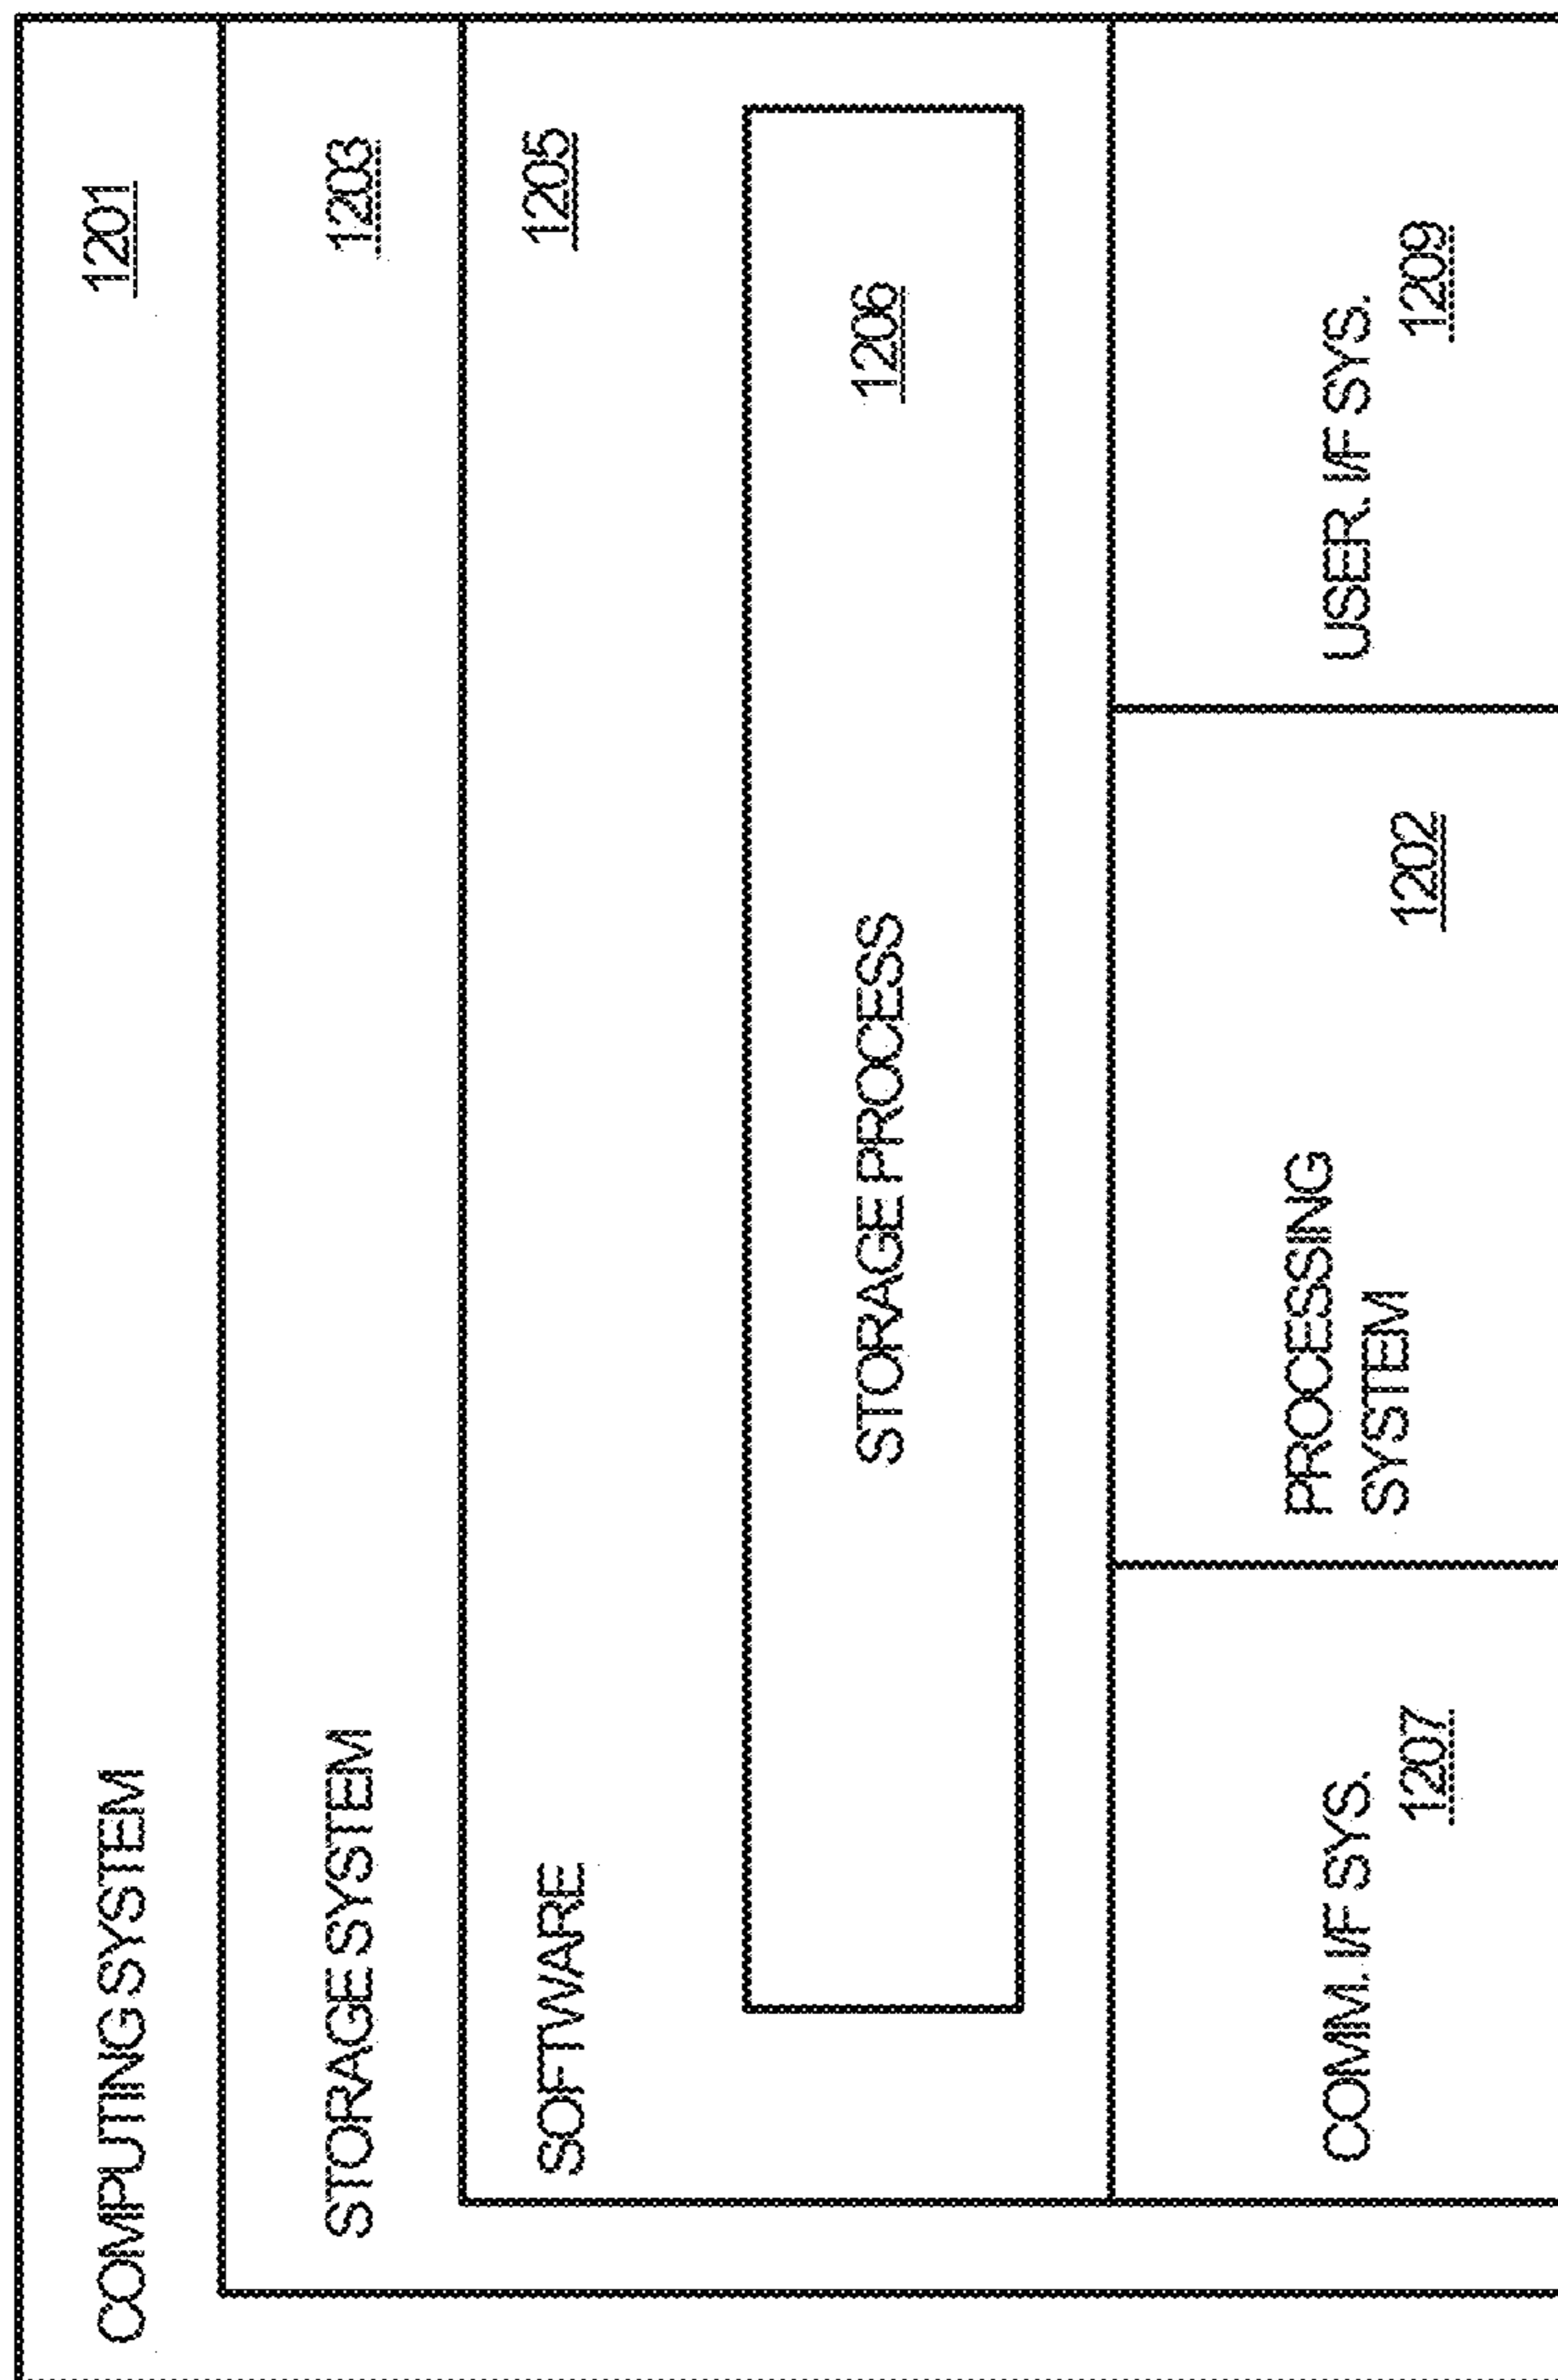 COMPUTING SYSTEM 1201
STORAGE SYSTEM 1203
SOFTWARE 1205
STORAGE PROCESS 1206
COMM. I/F SYS.
1207
PROCESSING
SYSTEM
1202
USER. I/F SYS.
1209